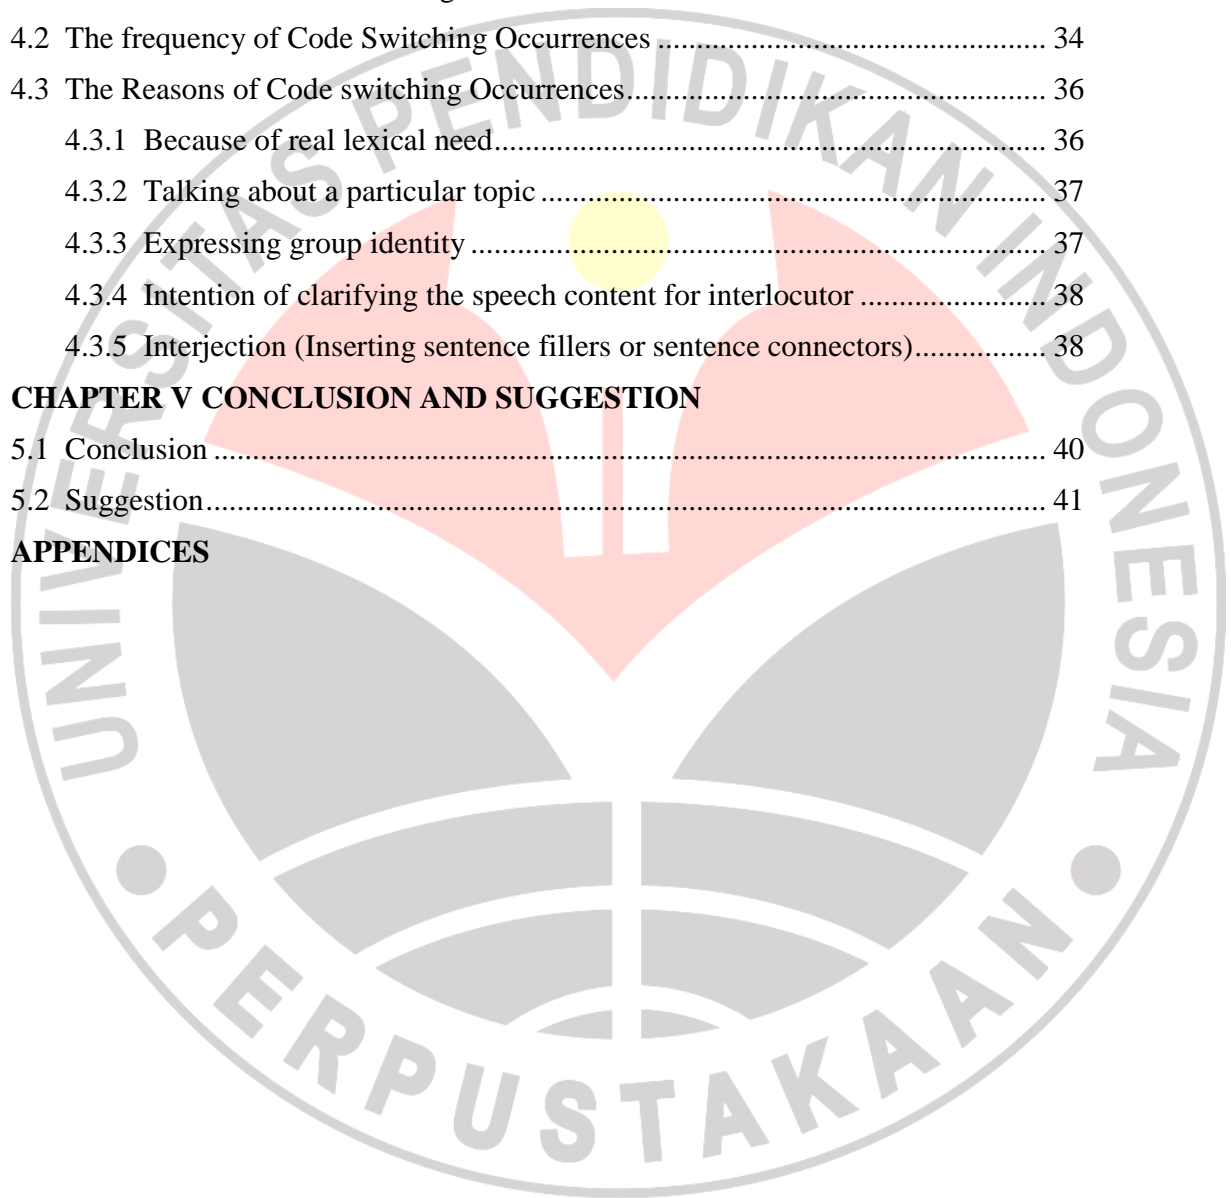 4.2 The frequency of Code Switching Occurrences ............................................... 34
4.3 The Reasons of Code switching Occurrences................................................... 36
4.3.1 Because of real lexical need................................................................... 36
4.3.2 Talking about a particular topic ............................................................. 37
4.3.3 Expressing group identity ...................................................................... 37
4.3.4 Intention of clarifying the speech content for interlocutor ...................... 38
4.3.5 Interjection (Inserting sentence fillers or sentence connectors)................ 38
CHAPTER V CONCLUSION AND SUGGESTION
5.1 Conclusion ..................................................................................................... 40
5.2 Suggestion...................................................................................................... 41
APPENDICES
UNIVERSITAS PENDIDIKAN INDONESIA
PERPUSTAKAAN